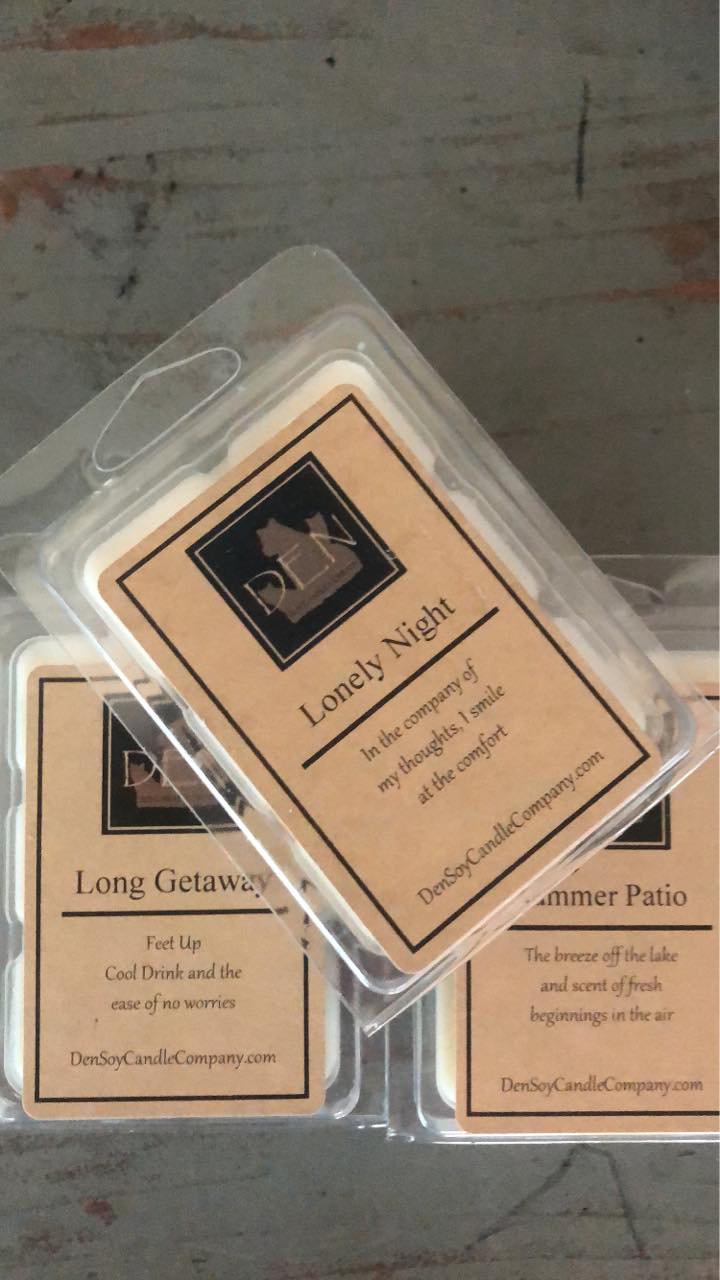 DEN
Lonely Night
In the company of
my thoughts, I smile
at the comfort
DenSoyCandleCompany.com
Long Getaway
Feet Up
Cool Drink and the
ease of no worries
DenSoyCandleCompany.com
Patio
The breeze off the lake
and scent of fresh
beginnings in the air
DenSoyCandleCompany.com